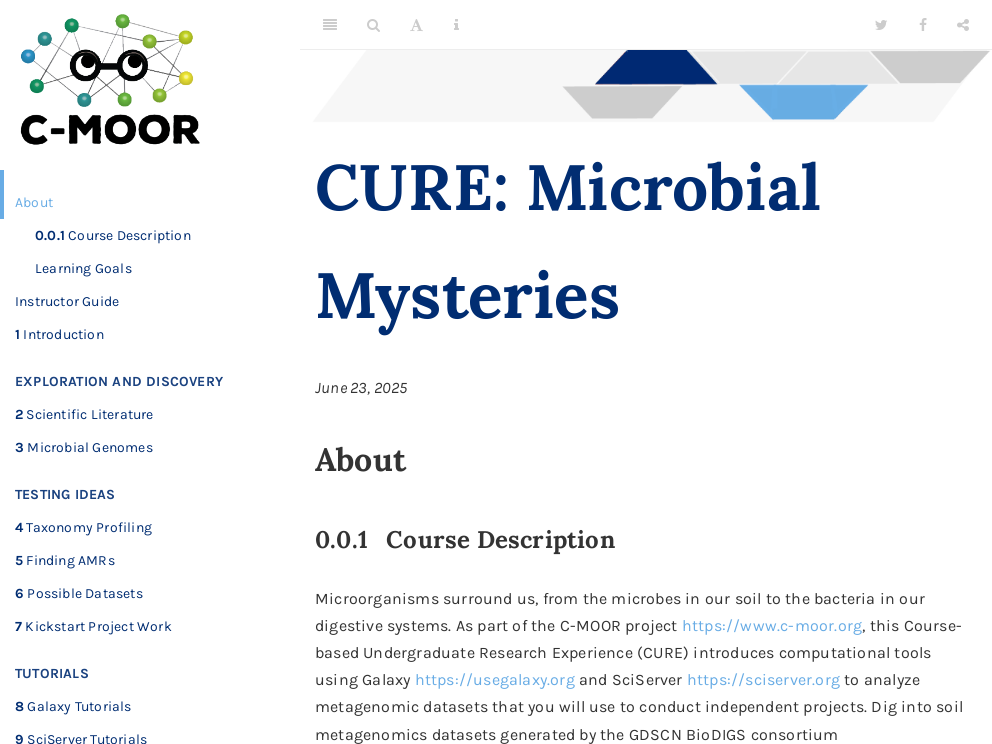 C-MOOR
About
0.0.1 Course Description
Learning Goals
Instructor Guide
1 Introduction
EXPLORATION AND DISCOVERY
2 Scientific Literature
3 Microbial Genomes
TESTING IDEAS
4 Taxonomy Profiling
5 Finding AMRs
6 Possible Datasets
7 Kickstart Project Work
TUTORIALS
8 Galaxy Tutorials
9 SciServer Tutorials
A
i
CURE: Microbial
Mysteries
June 23, 2025
About
0.0.1 Course Description
Microorganisms surround us, from the microbes in our soil to the bacteria in our
digestive systems. As part of the C-MOOR project https://www.c-moor.org, this Course-
based Undergraduate Research Experience (CURE) introduces computational tools
using Galaxy https://usegalaxy.org and SciServer https://sciserver.org to analyze
metagenomic datasets that you will use to conduct independent projects. Dig into soil
metagenomics datasets generated by the GDSCN BioDIGS consortium